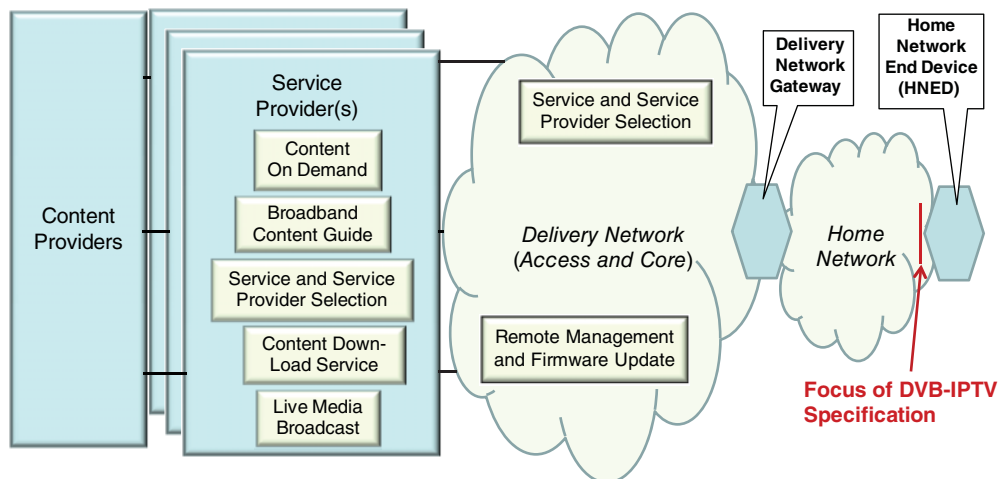 Content
Providers
Service
Provider(s)
Content
On Demand
Broadband
Content Guide
Service and Service
Provider Selection
Content Down-
Load Service
Live Media
Broadcast
Service and Service
Provider Selection
Delivery Network
(Access and Core)
Remote Management
and Firmware Update
Delivery
Network
Gateway
Home
Network
End Device
(HNED)
Home
Network
Focus of DVB-IPTV
Specification